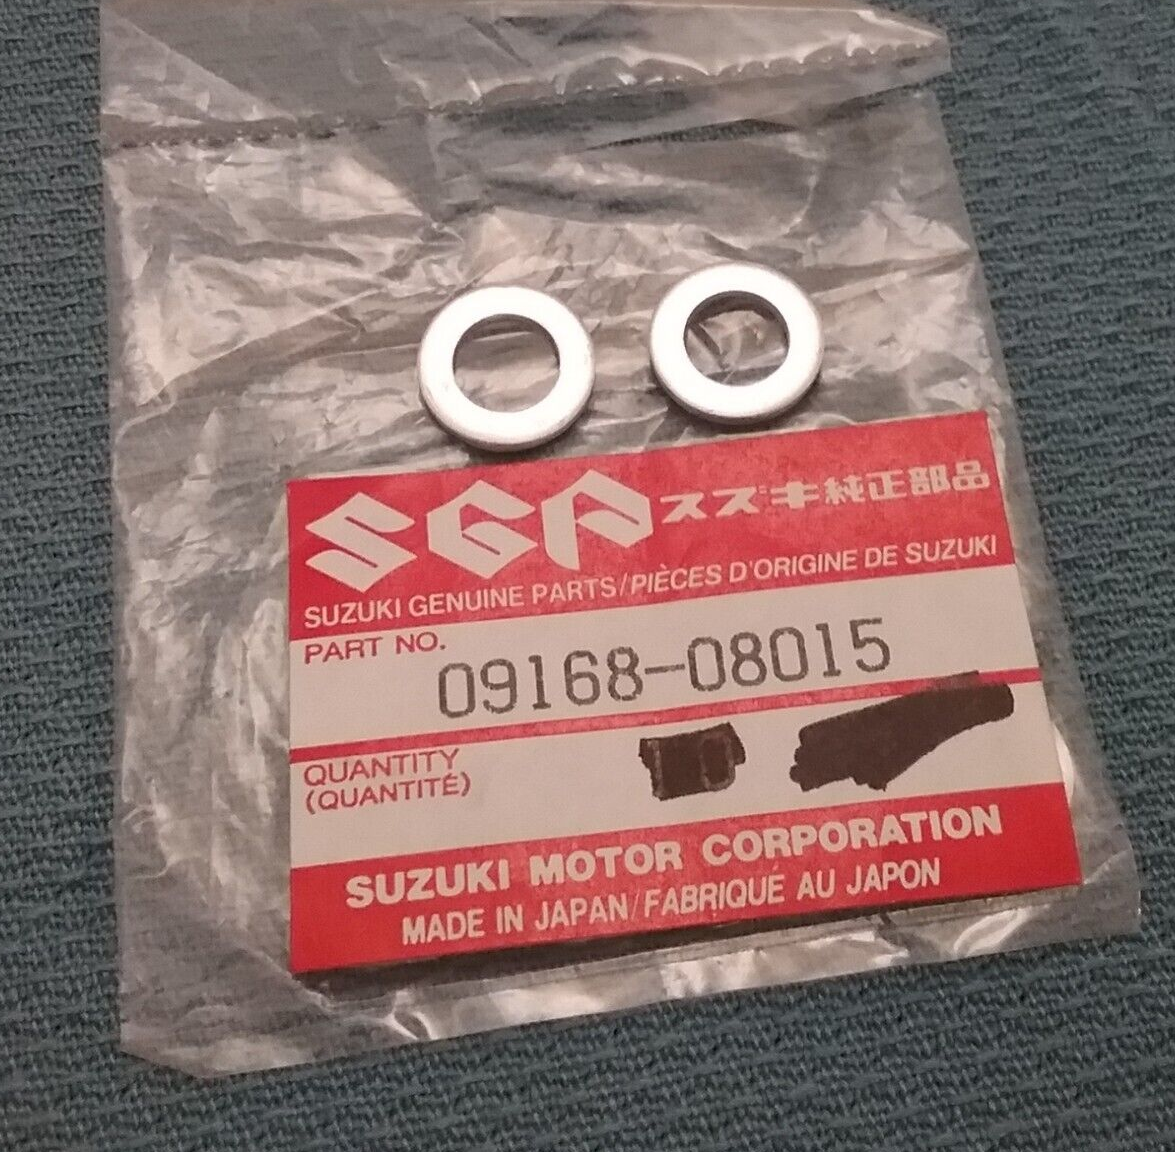 SGP スズキ純正部品
SUZUKI GENUINE PARTS/PIÈCES D'ORIGINE DE SUZUKI
PART NO.
09168-08015
QUANTITY
(QUANTITÉ)
SUZUKI MOTOR CORPORATION
MADE IN JAPAN/FABRIQUÉ AU JAPON